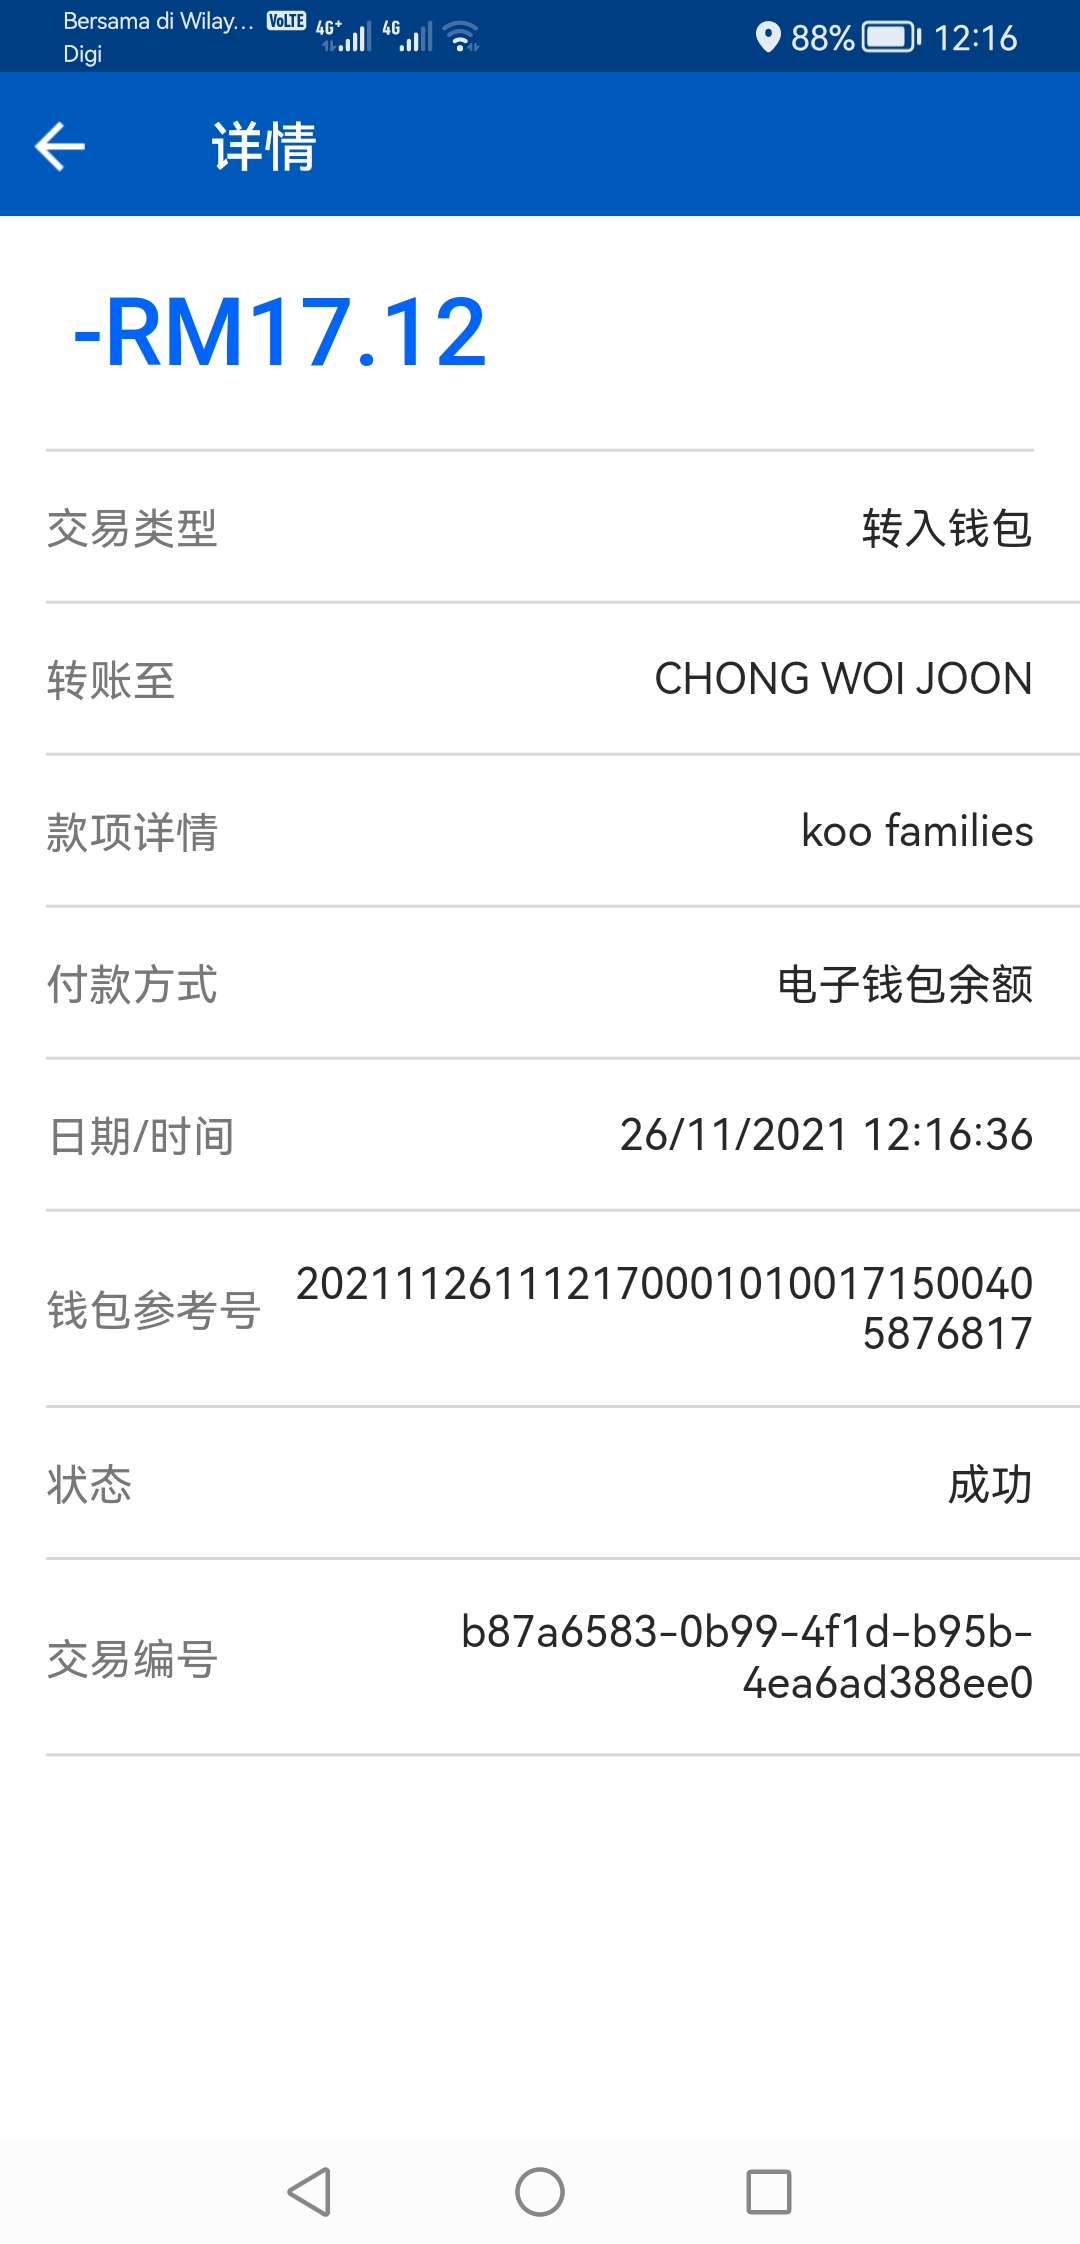 Bersama di Wilay... VoLTE 4G+ 4G 88% 12:16
Digi
详情
-RM17.12
交易类型 转入钱包
转账至 CHONG WOI JOON
款项详情 koo families
付款方式 电子钱包余额
日期/时间 26/11/2021 12:16:36
钱包参考号 202111261112170001010017150040
5876817
状态 成功
交易编号 b87a6583-0b99-4f1d-b95b-
4ea6ad388ee0